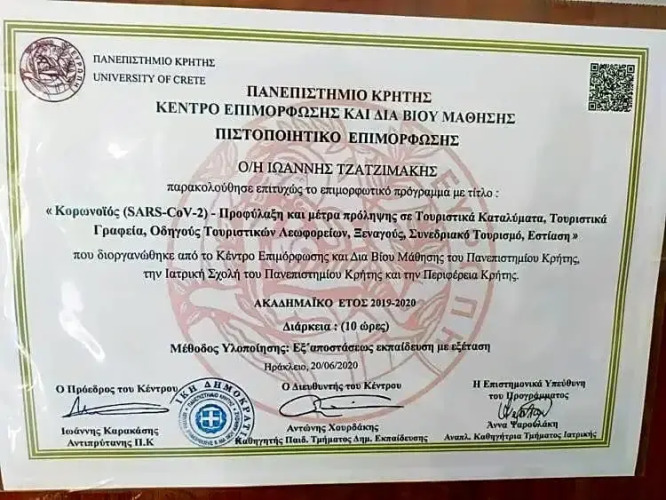 ΠΑΝΕΠΙΣΤΗΜΙΟ ΚΡΗΤΗΣ
UNIVERSITY OF CRETE
ΠΑΝΕΠΙΣΤΗΜΙΟ ΚΡΗΤΗΣ
ΚΕΝΤΡΟ ΕΠΙΜΟΡΦΩΣΗΣ ΚΑΙ ΔΙΑ ΒΙΟΥ ΜΑΘΗΣΗΣ
ΠΙΣΤΟΠΟΙΗΤΙΚΟ ΕΠΙΜΟΡΦΩΣΗΣ
Ο/Η ΙΩΑΝΝΗΣ ΤΖΑΤΖΙΜΑΚΗΣ
παρακολούθησε επιτυχώς το επιμορφωτικό πρόγραμμα με τίτλο :
« Κορωνοϊός (SARS-CoV-2) - Προφύλαξη και μέτρα πρόληψης σε Τουριστικά Καταλύματα, Τουριστικά
Γραφεία, Οδηγούς Τουριστικών Λεωφορείων, Ξεναγούς, Συνεδριακό Τουρισμό, Εστίαση »
που διοργανώθηκε από το Κέντρο Επιμόρφωσης και Δια Βίου Μάθησης του Πανεπιστημίου Κρήτης,
την Ιατρική Σχολή του Πανεπιστημίου Κρήτης και την Περιφέρεια Κρήτης.
ΑΚΑΔΗΜΑΪΚΟ ΕΤΟΣ 2019-2020
Διάρκεια : (10 ώρες)
Μέθοδος Υλοποίησης: Εξ'αποστάσεως εκπαίδευση με εξέταση
Ηράκλειο, 20/06/2020
Ο Πρόεδρος του Κέντρου
Ο Διευθυντής του Κέντρου
Η Επιστημονικά Υπεύθυνη
του Προγράμματος
Ιωάννης Καρακάσης
Αντιπρύτανης Π.Κ
Αντώνης Χουρδάκης
Καθηγητής Παιδ. Τμήματος Δημ. Εκπαίδευσης
Άννα Ψαρουλάκη
Αναπλ. Καθηγήτρια Τμήματος Ιατρικής